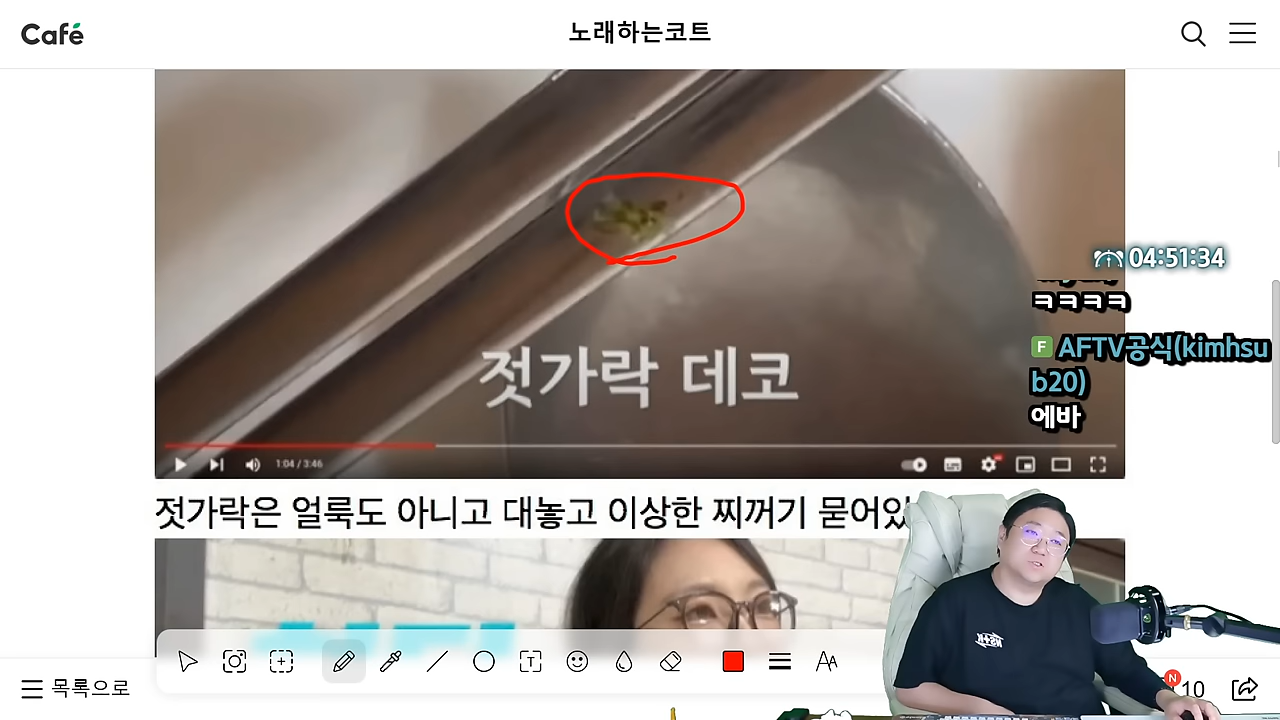 Café
노래하는코트
04:51:34
ㅋㅋㅋㅋ
F AFTV공식(kimhsu
b20)
에바
젓가락 데코
1:04 / 3:46
젓가락은 얼룩도 아니고 대놓고 이상한 찌꺼기 묻어있
T
AA
목록으로
N
10